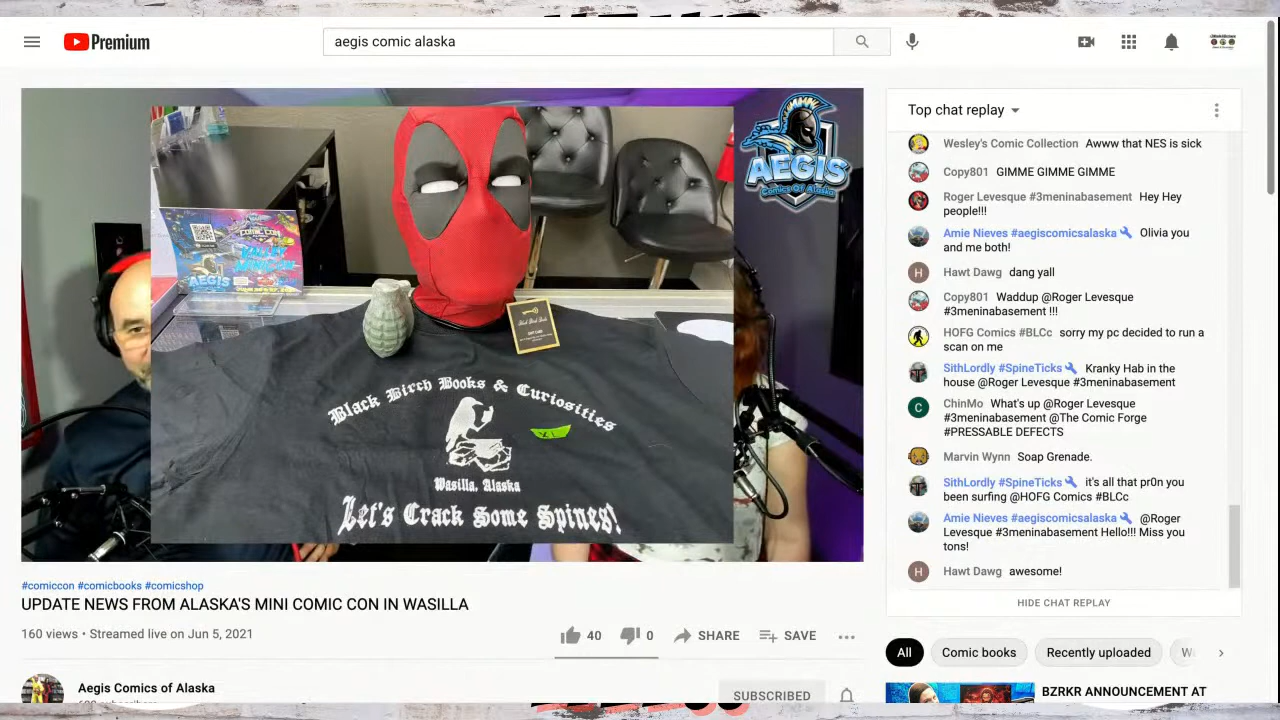 Premium
aegis comic alaska
AEGIS
Comics Of Alaska
COMIC CON
AEGIS
Black Birch Books & Curiosities
XL
Wasilla, Alaska
Let's Crack Some Spines!
#comiccon #comicbooks #comicshop
UPDATE NEWS FROM ALASKA'S MINI COMIC CON IN WASILLA
160 views • Streamed live on Jun 5, 2021
40
0
SHARE
SAVE
Aegis Comics of Alaska
SUBSCRIBED
Top chat replay
Wesley's Comic Collection Awww that NES is sick
Copy801 GIMME GIMME GIMME
Roger Levesque #3meninabasement Hey Hey
people!!!
Amie Nieves #aegiscomicsalaska Olivia you
and me both!
H Hawt Dawg dang yall
Copy801 Waddup @Roger Levesque
#3meninabasement !!!
HOFG Comics #BLCc sorry my pc decided to run a
scan on me
SithLordly #SpineTicks Kranky Hab in the
house @Roger Levesque #3meninabasement
C ChinMo What's up @Roger Levesque
#3meninabasement @The Comic Forge
#PRESSABLE DEFECTS
Marvin Wynn Soap Grenade.
SithLordly #SpineTicks it's all that pr0n you
been surfing @HOFG Comics #BLCc
Amie Nieves #aegiscomicsalaska @Roger
Levesque #3meninabasement Hello!!! Miss you
tons!
H Hawt Dawg awesome!
HIDE CHAT REPLAY
All
Comic books
Recently uploaded
BZRKR ANNOUNCEMENT AT